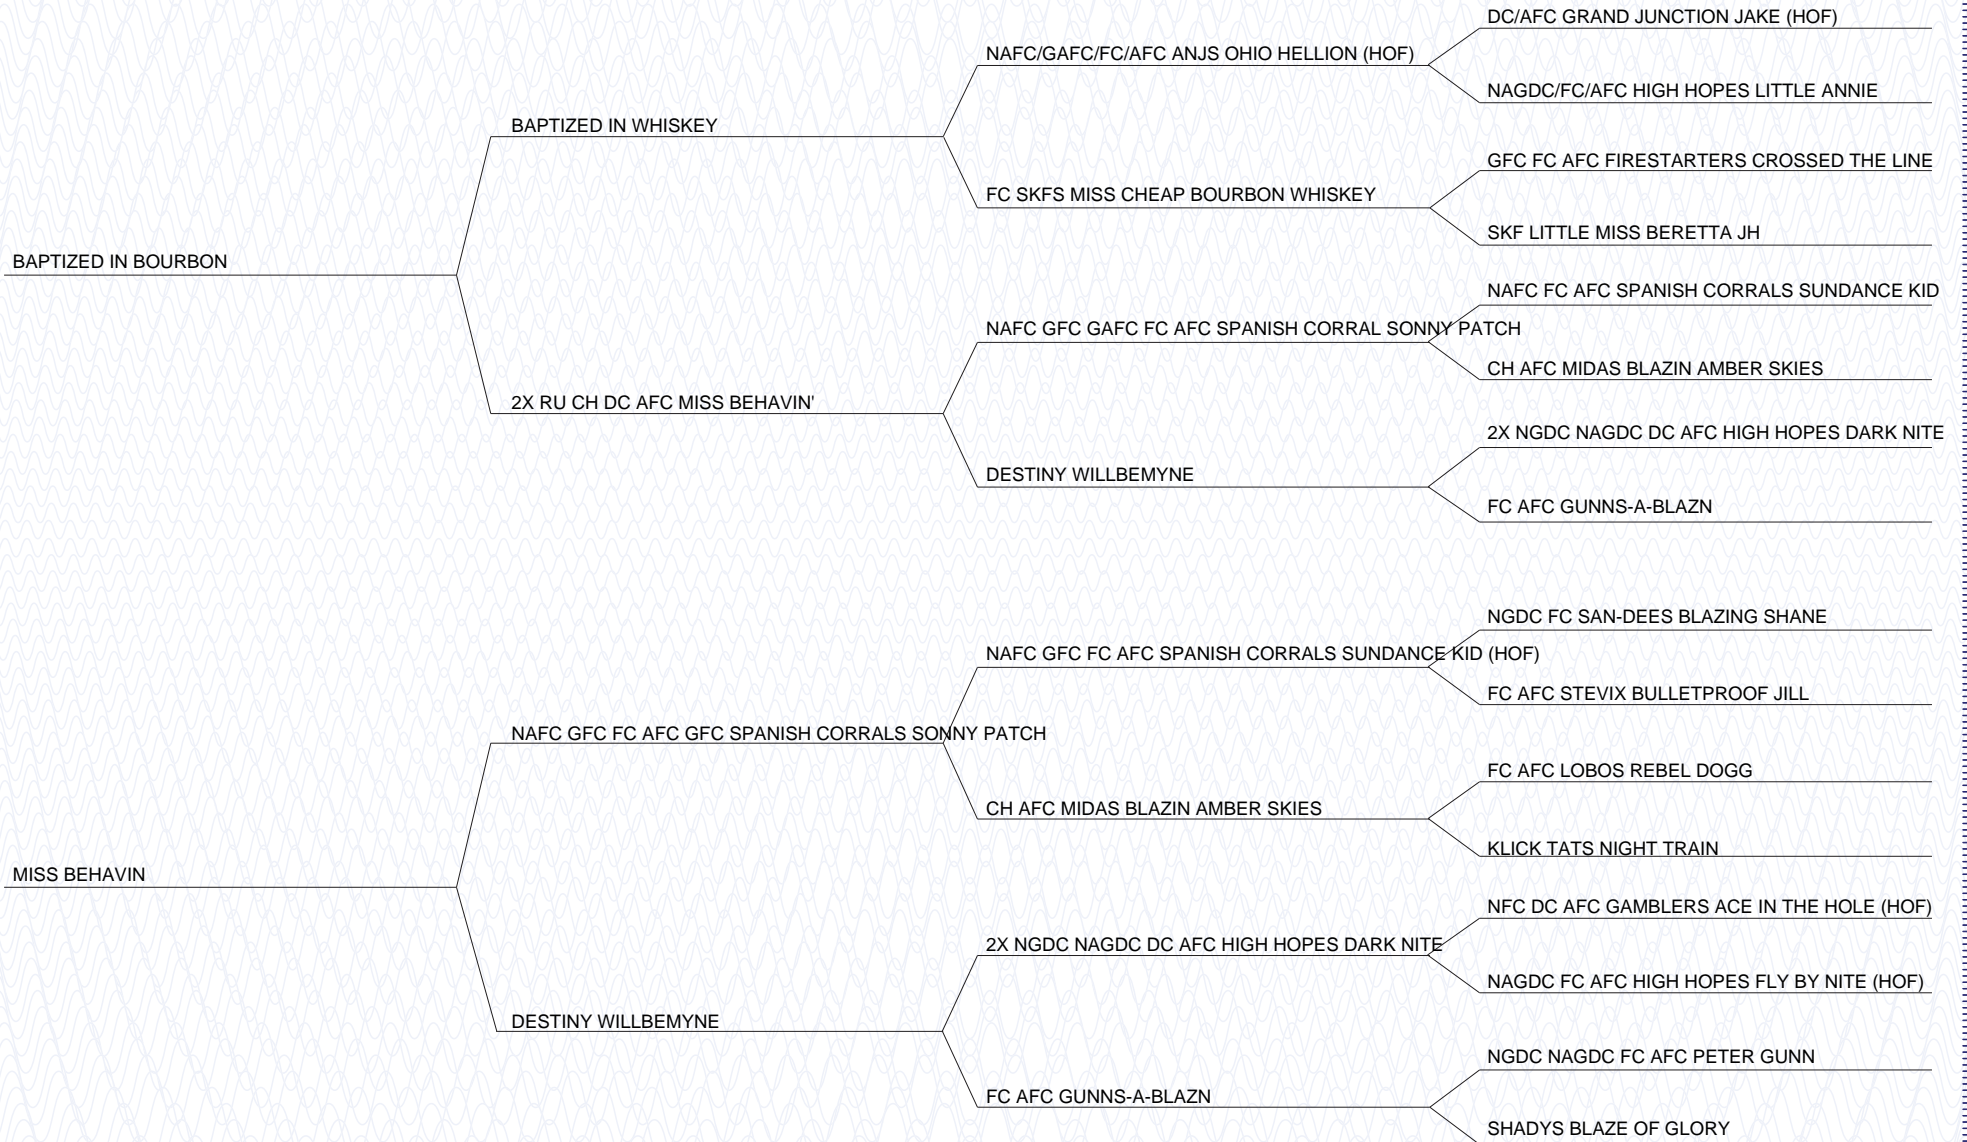 DC/AFC GRAND JUNCTION JAKE (HOF)
NAFC/GAFC/FC/AFC ANJS OHIO HELLION (HOF)
NAGDC/FC/AFC HIGH HOPES LITTLE ANNIE
BAPTIZED IN WHISKEY
GFC FC AFC FIRESTARTERS CROSSED THE LINE
FC SKFS MISS CHEAP BOURBON WHISKEY
SKF LITTLE MISS BERETTA JH
BAPTIZED IN BOURBON
NAFC FC AFC SPANISH CORRALS SUNDANCE KID
NAFC GFC GAFC FC AFC SPANISH CORRAL SONNY PATCH
CH AFC MIDAS BLAZIN AMBER SKIES
2X RU CH DC AFC MISS BEHAVIN'
2X NGDC NAGDC DC AFC HIGH HOPES DARK NITE
DESTINY WILLBEMYNE
FC AFC GUNNS-A-BLAZN
NGDC FC SAN-DEES BLAZING SHANE
NAFC GFC FC AFC SPANISH CORRALS SUNDANCE KID (HOF)
FC AFC STEVIX BULLETPROOF JILL
NAFC GFC FC AFC GFC SPANISH CORRALS SONNY PATCH
FC AFC LOBOS REBEL DOGG
CH AFC MIDAS BLAZIN AMBER SKIES
KLICK TATS NIGHT TRAIN
MISS BEHAVIN
NFC DC AFC GAMBLERS ACE IN THE HOLE (HOF)
2X NGDC NAGDC DC AFC HIGH HOPES DARK NITE
NAGDC FC AFC HIGH HOPES FLY BY NITE (HOF)
DESTINY WILLBEMYNE
NGDC NAGDC FC AFC PETER GUNN
FC AFC GUNNS-A-BLAZN
SHADYS BLAZE OF GLORY